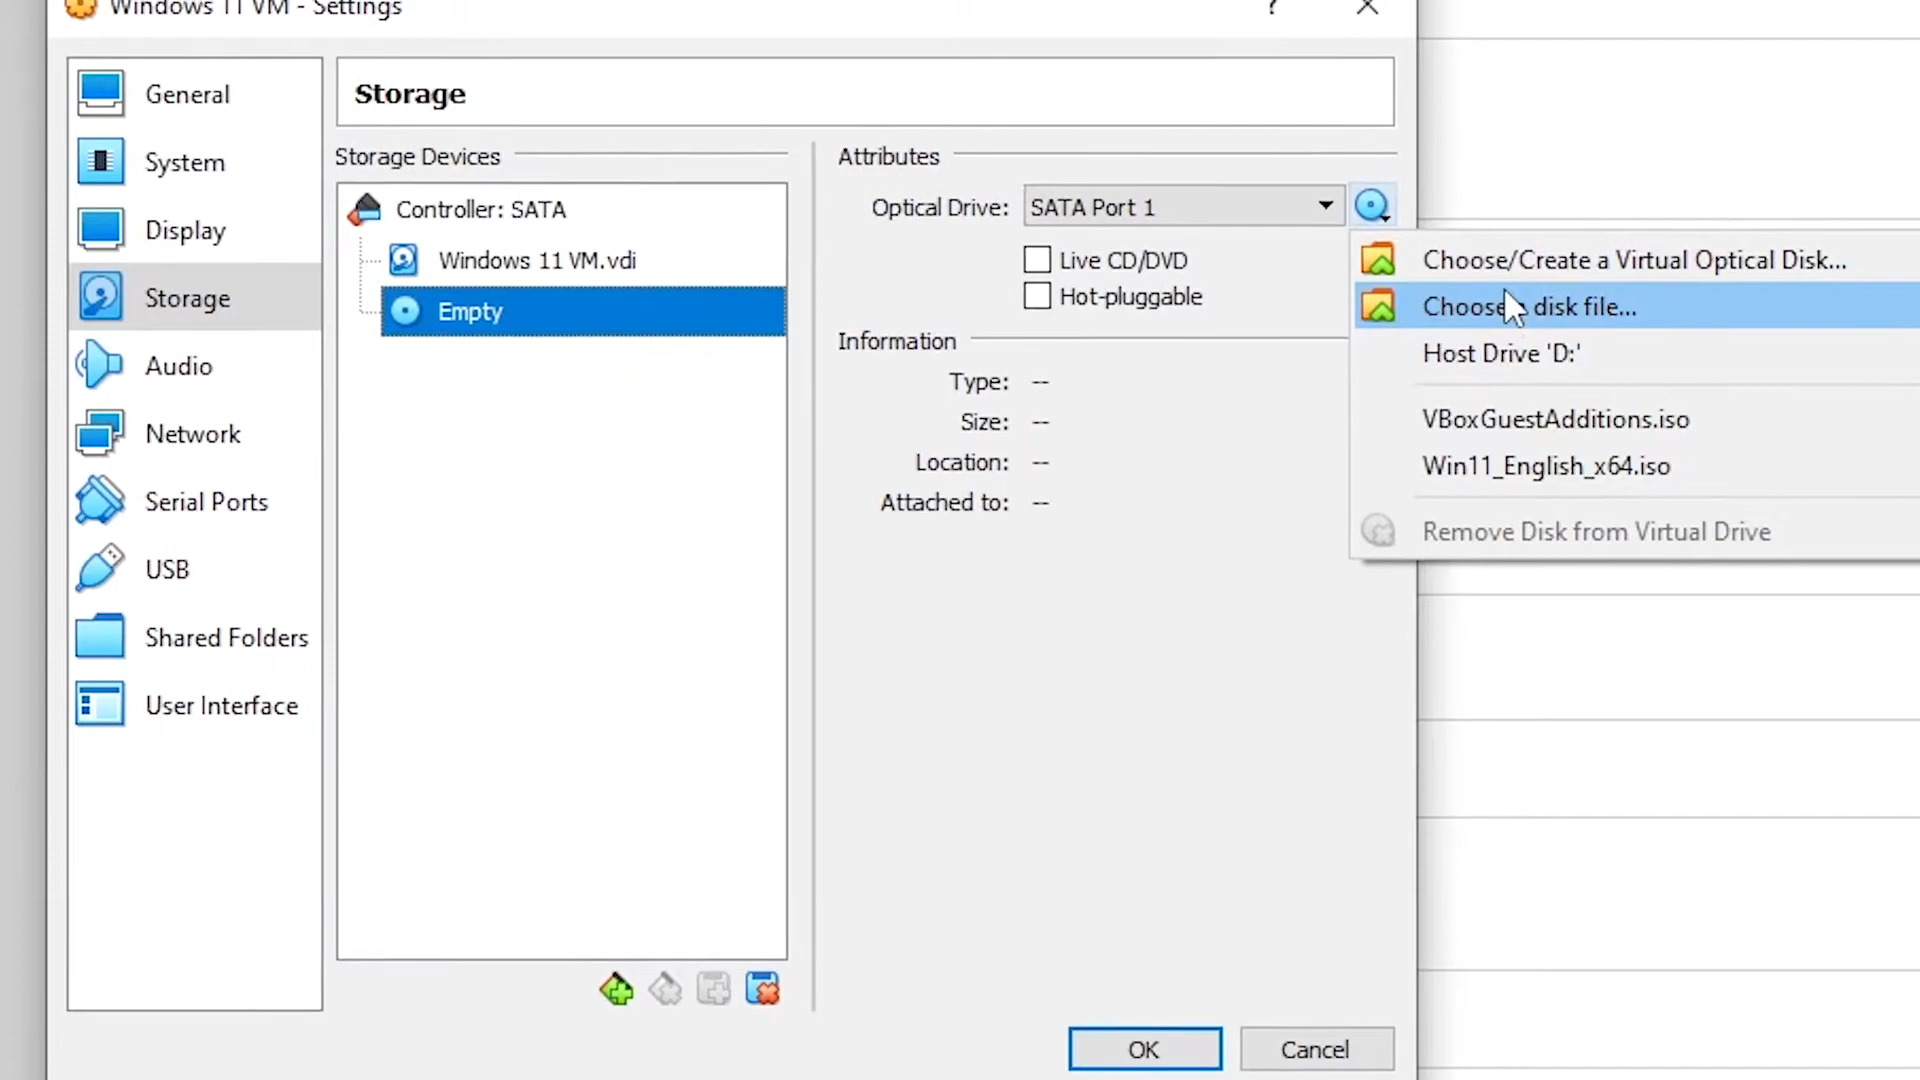 Windows 11 VM - Settings
?
General
System
Display
Storage
Audio
Network
Serial Ports
USB
Shared Folders
User Interface
Storage
Storage Devices
Controller: SATA
Windows 11 VM.vdi
Empty
Attributes
Optical Drive: SATA Port 1
Live CD/DVD
Hot-pluggable
Information
Type: --
Size: --
Location: --
Attached to: --
Choose/Create a Virtual Optical Disk...
Choose disk file...
Host Drive 'D:'
VBoxGuestAdditions.iso
Win11_English_x64.iso
Remove Disk from Virtual Drive
OK
Cancel